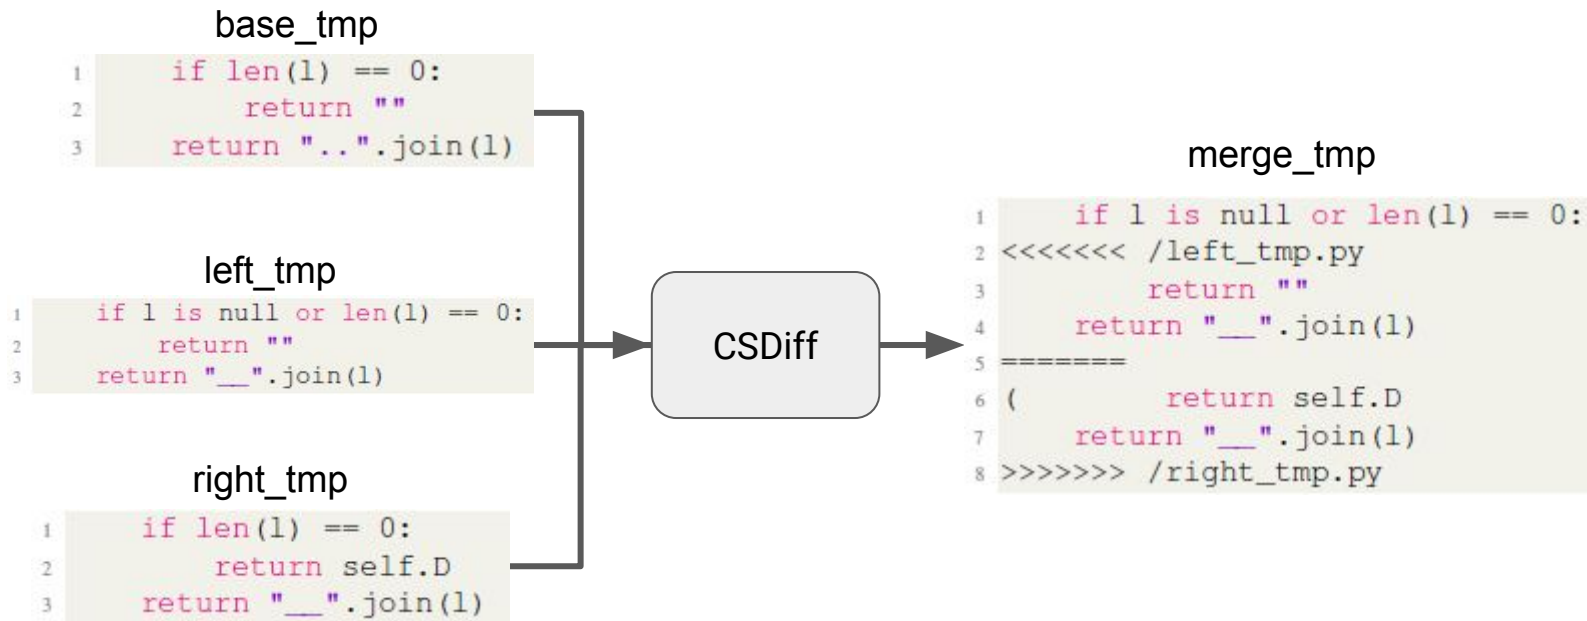 base_tmp
1 if len(l) == 0:
2 return ""
3 return "..".join(l)
left_tmp
1 if l is null or len(l) == 0:
2 return ""
3 return "__".join(l)
right_tmp
1 if len(l) == 0:
2 return self.D
3 return "__".join(l)
CSDiff
merge_tmp
1 if l is null or len(l) == 0:
2 <<<<<<< /left_tmp.py
3 return ""
4 return "__".join(l)
5 =======
6 ( return self.D
7 return "__".join(l)
8 >>>>>>> /right_tmp.py